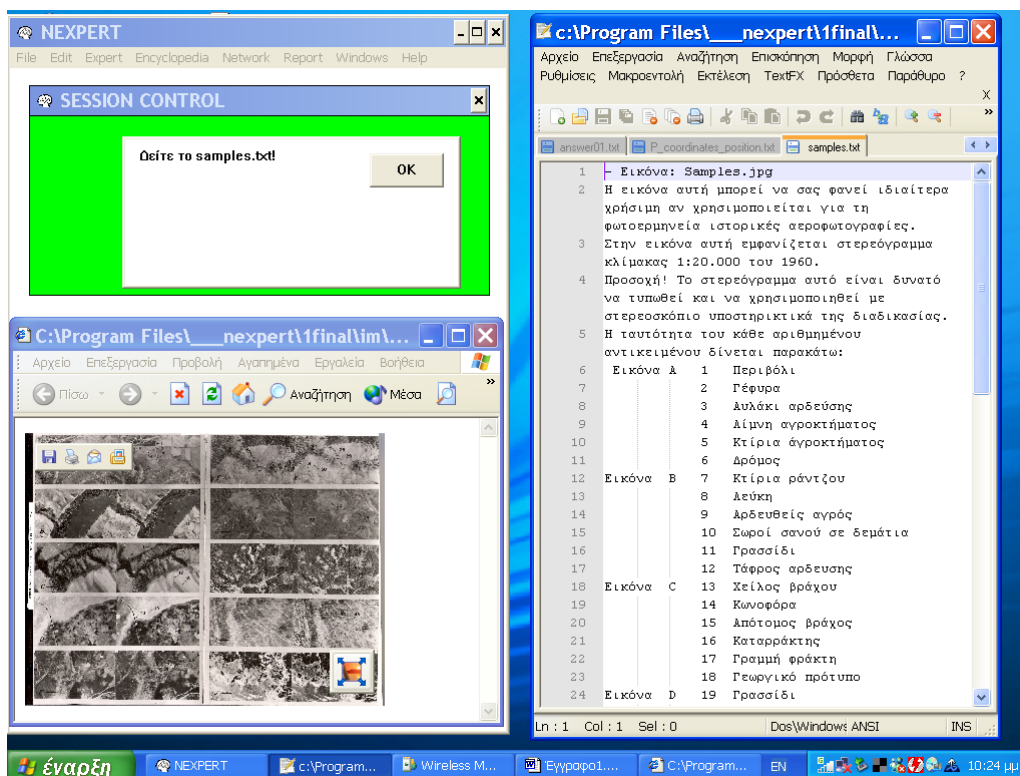 NEXPERT
File Edit Expert Encyclopedia Network Report Windows Help
SESSION CONTROL
Δείτε το samples.txt!
OK
C:\Program Files\___nexpert\1final\im\...
Αρχείο Επεξεργασία Προβολή Αγαπημένα Εργαλεία Βοήθεια
Πίσω Αναζήτηση Μέσα
c:\Program Files\___nexpert\1final\...
Αρχείο Επεξεργασία Αναζήτηση Επισκόπηση Μορφή Γλώσσα
Ρυθμίσεις Μακροεντολή Εκτέλεση TextFX Πρόσθετα Παράθυρο ?
X
answer01.txt P_coordinates_position.txt samples.txt
1 - Εικόνα: Samples.jpg
2 Η εικόνα αυτή μπορεί να σας φανεί ιδιαίτερα
χρήσιμη αν χρησιμοποιείται για τη
φωτοερμηνεία ιστορικές αεροφωτογραφίες.
3 Στην εικόνα αυτή εμφανίζεται στερεόγραμμα
κλίμακας 1:20.000 του 1960.
4 Προσοχή! Το στερεόγραμμα αυτό είναι δυνατό
να τυπωθεί και να χρησιμοποιηθεί με
στερεοσκόπιο υποστηρικτικά της διαδικασίας.
5 Η ταυτότητα του κάθε αριθμημένου
αντικειμένου δίνεται παρακάτω:
6 Εικόνα Α 1 Περιβόλι
7 2 Γέφυρα
8 3 Αυλάκι αρδεύσης
9 4 Λίμνη αγροκτήματος
10 5 Κτίρια άγροκτήματος
11 6 Δρόμος
12 Εικόνα Β 7 Κτίρια ράντζου
13 8 Λεύκη
14 9 Αρδευθείς αγρός
15 10 Σωροί σανού σε δεμάτια
16 11 Γρασσίδι
17 12 Τάφρος αρδευσης
18 Εικόνα C 13 Χείλος βράχου
19 14 Κωνοφόρα
20 15 Απότομος βράχος
21 16 Καταρράκτης
22 17 Γραμμή φράκτη
23 18 Γεωργικό πρότυπο
24 Εικόνα D 19 Γρασσίδι
Ln : 1 Col : 1 Sel : 0 Dos\Windows ANSI INS
έναρξη NEXPERT c:\Program... Wireless M... Έγγραφο1.... C:\Program... EN 10:24 μμ